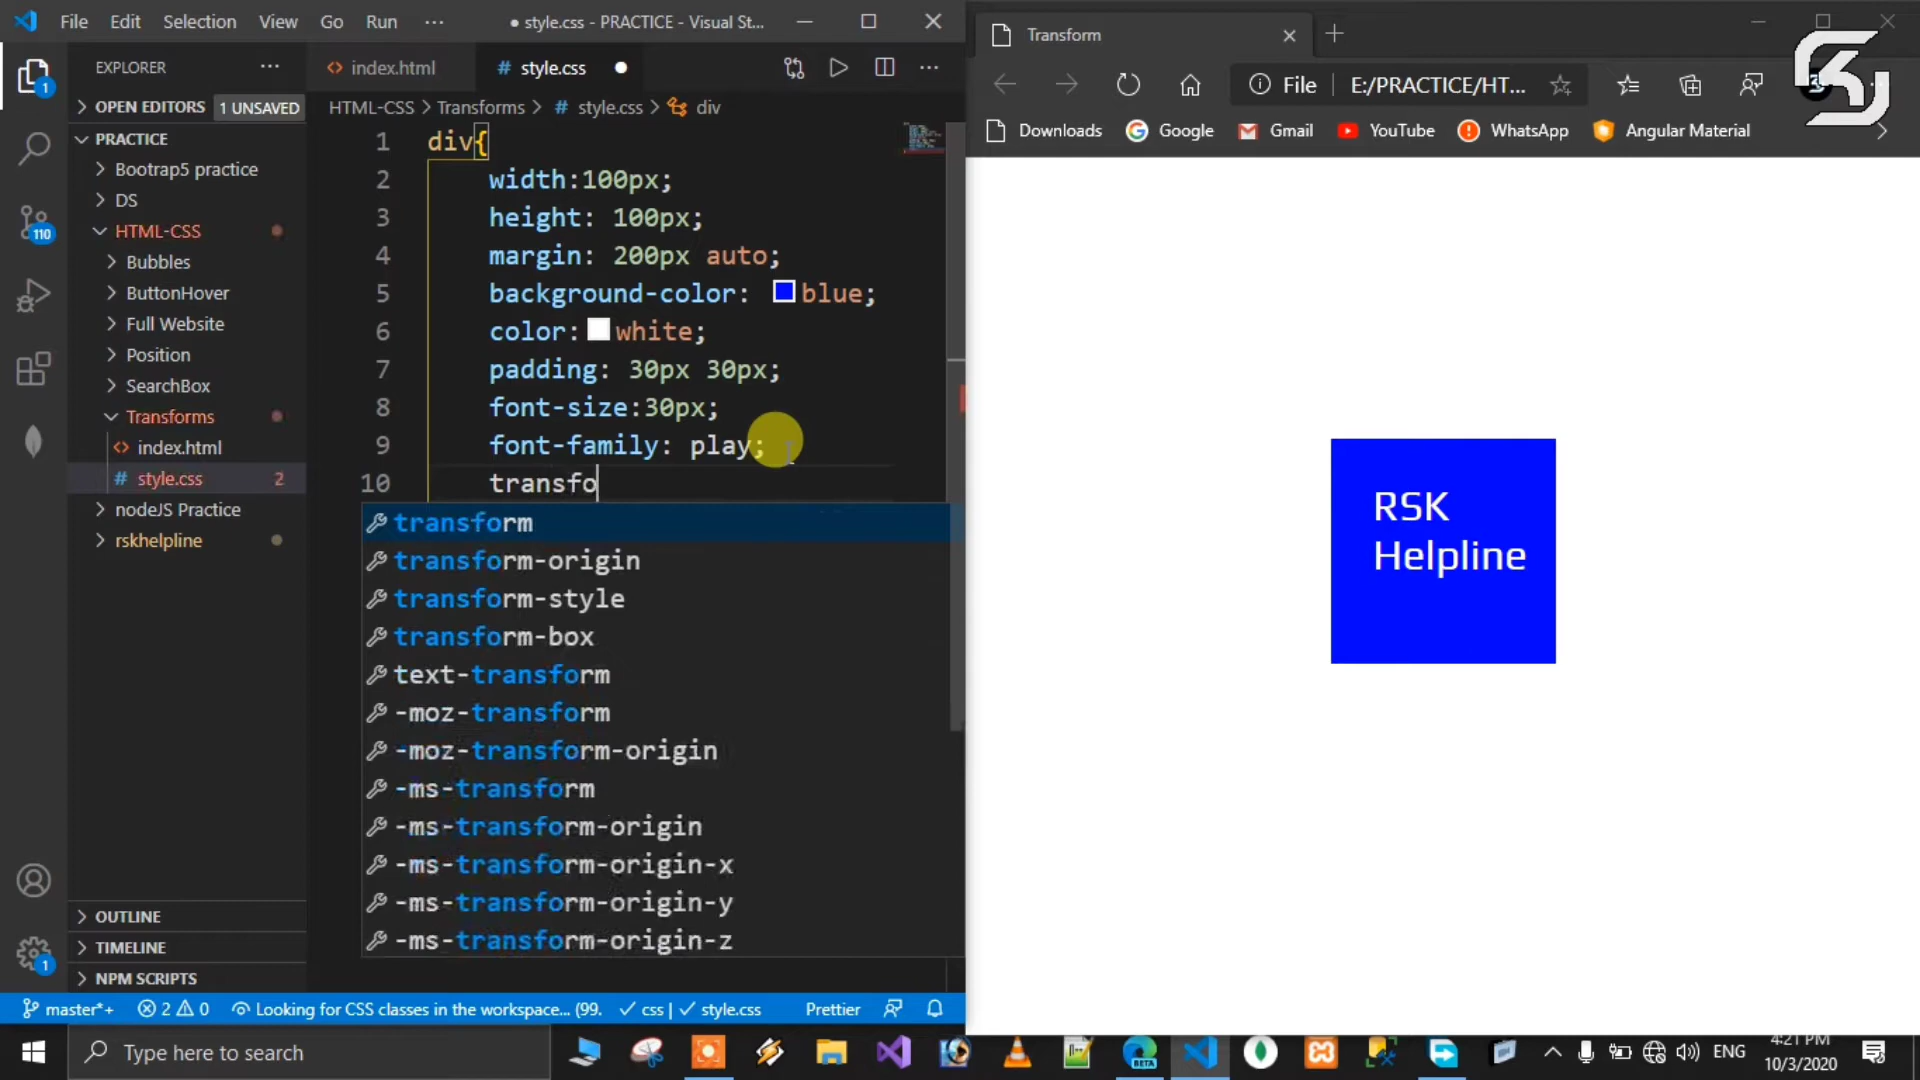 File Edit Selection View Go Run ··· ● style.css - PRACTICE - Visual St...
EXPLORER ···
OPEN EDITORS 1 UNSAVED
PRACTICE
Bootrap5 practice
DS
HTML-CSS
Bubbles
ButtonHover
Full Website
Position
SearchBox
Transforms
index.html
style.css 2
nodeJS Practice
rskhelpline
OUTLINE
TIMELINE
NPM SCRIPTS
1
110
1
index.html # style.css ●
HTML-CSS > Transforms > # style.css > div
1 div{
2 width:100px;
3 height: 100px;
4 margin: 200px auto;
5 background-color: blue;
6 color: white;
7 padding: 30px 30px;
8 font-size:30px;
9 font-family: play;
10 transfo
transform
transform-origin
transform-style
transform-box
text-transform
-moz-transform
-moz-transform-origin
-ms-transform
-ms-transform-origin
-ms-transform-origin-x
-ms-transform-origin-y
-ms-transform-origin-z
master*+ 2 0 Looking for CSS classes in the workspace... (99. ✓ css | ✓ style.css Prettier
Transform
File E:/PRACTICE/HT...
Downloads Google Gmail YouTube WhatsApp Angular Material
RSK
Helpline
Type here to search
BETA
ENG
4:21 PM
10/3/2020